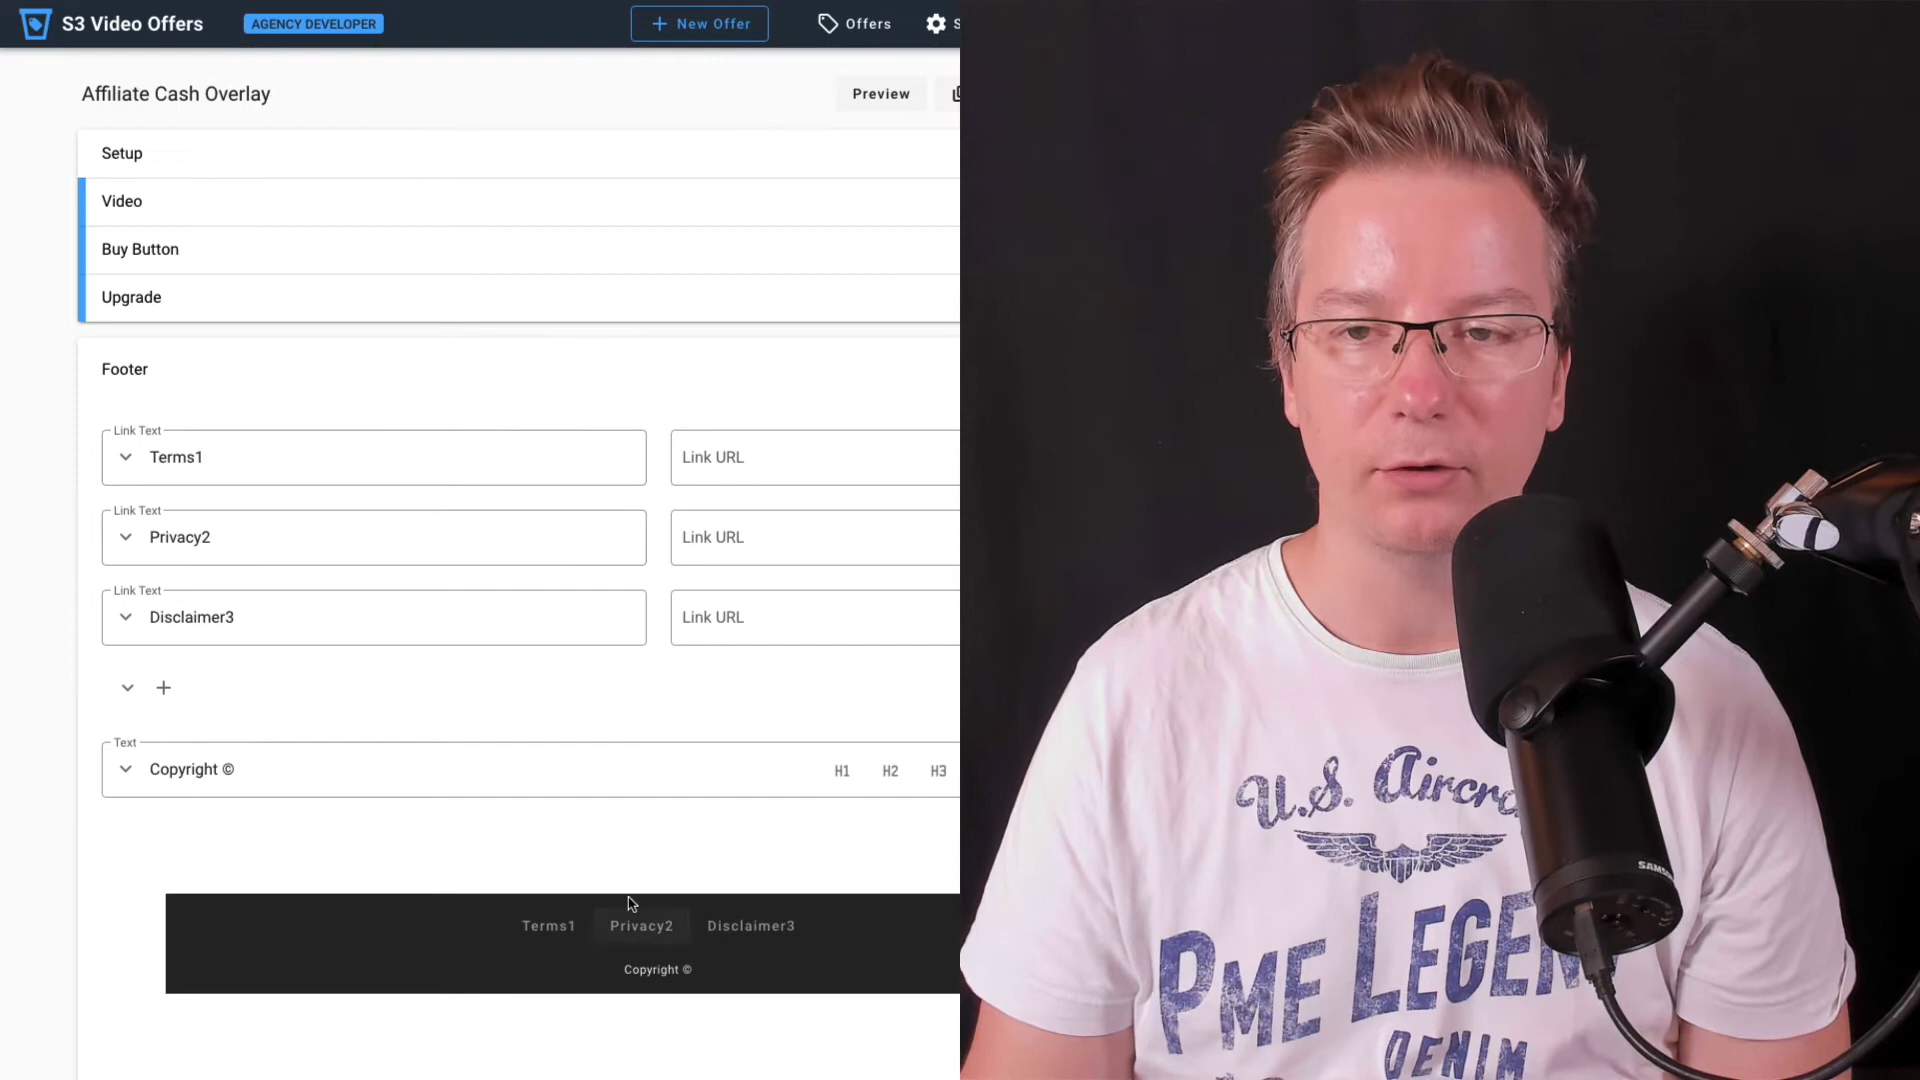 S3 Video Offers
AGENCY DEVELOPER
New Offer
Offers
Affiliate Cash Overlay
Preview
Setup
Video
Buy Button
Upgrade
Footer
Link Text
Terms1
Link URL
Link Text
Privacy2
Link URL
Link Text
Disclaimer3
Link URL
Text
Copyright ©
H1
H2
H3
Terms1
Privacy2
Disclaimer3
Copyright ©
U.S. Aircra
PME LEGEN
DENIM
SAMS